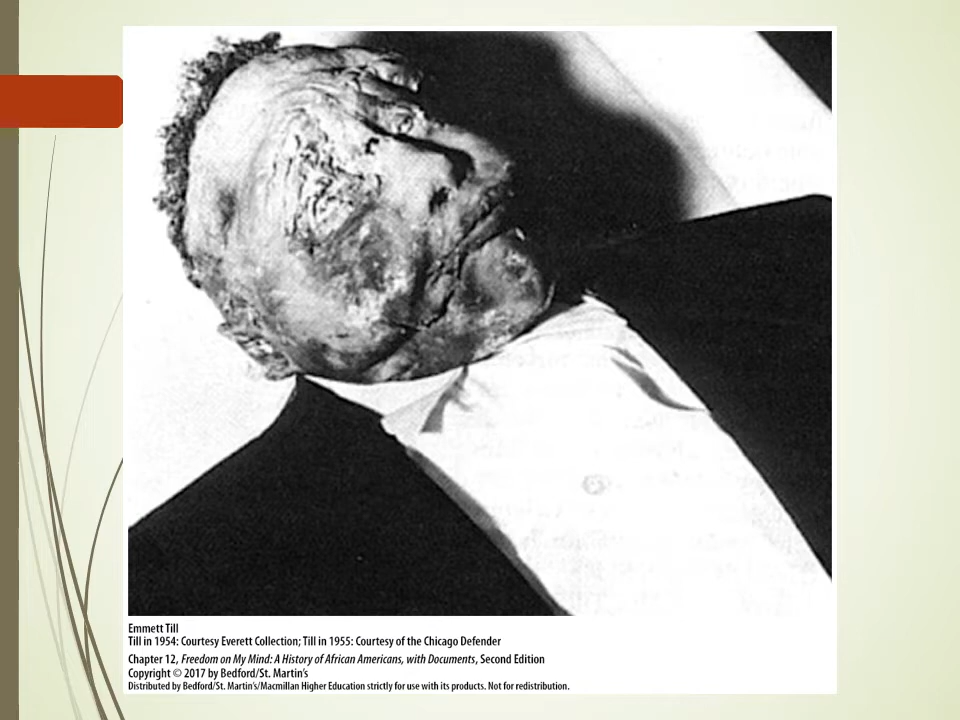 Emmett Till
Till in 1954: Courtesy Everett Collection; Till in 1955: Courtesy of the Chicago Defender
Chapter 12, Freedom on My Mind: A History of African Americans, with Documents, Second Edition
Copyright © 2017 by Bedford/St. Martin's
Distributed by Bedford/St. Martin's/Macmillan Higher Education strictly for use with its products. Not for redistribution.